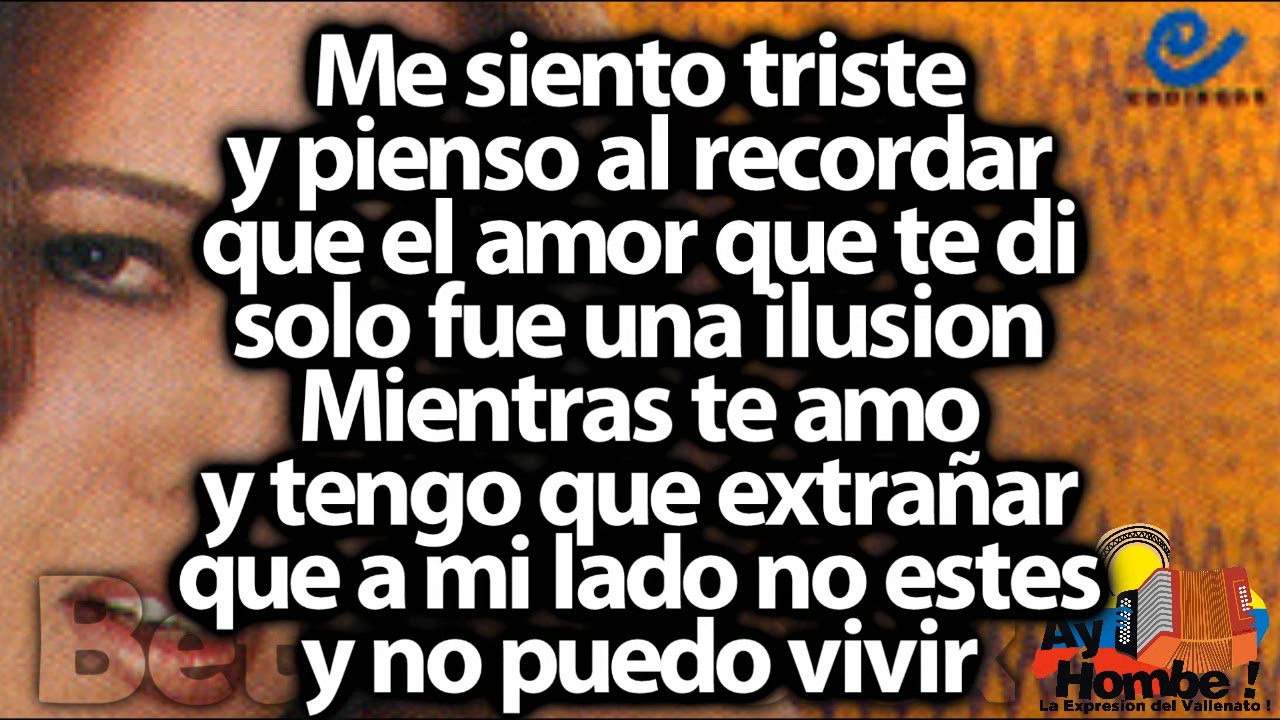 Me siento triste
y pienso al recordar
que el amor que te di
solo fue una ilusion
Mientras te amo
y tengo que extrañar
que a mi lado no estes
y no puedo vivir
Ay
Hombe !
La Expresion del Vallenato !